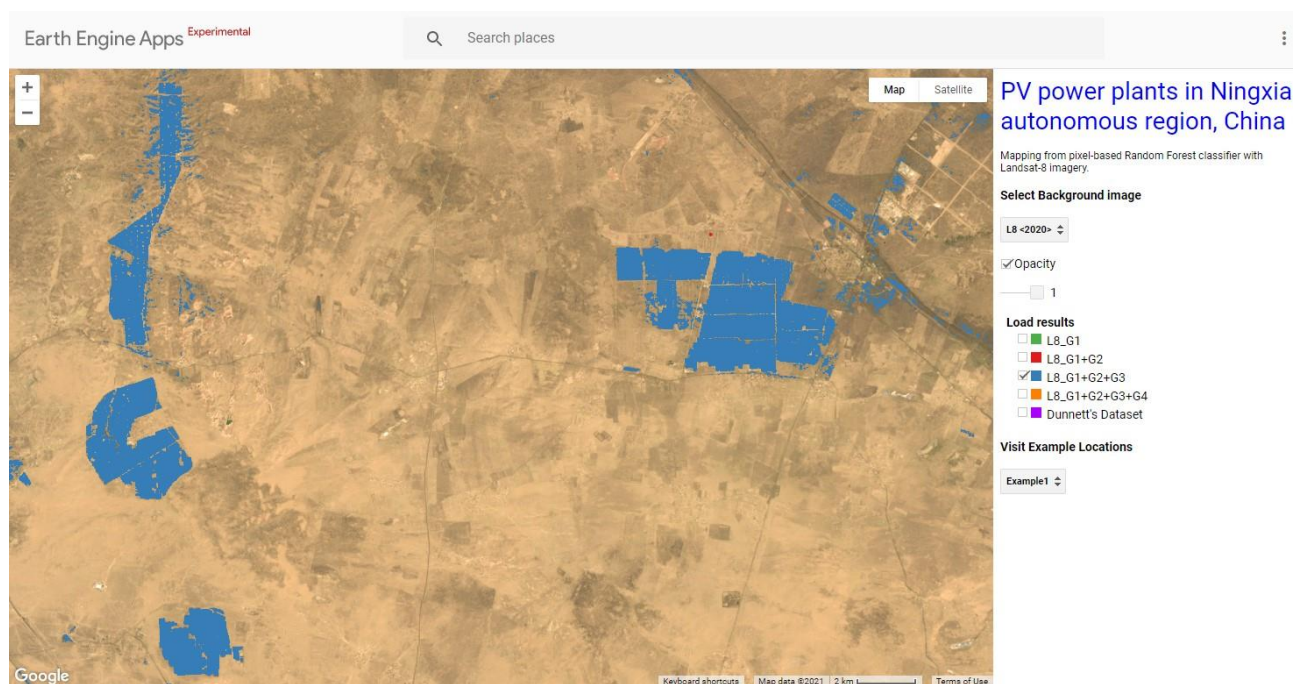 Earth Engine Apps Experimental
Search places
+
−
Map Satellite
PV power plants in Ningxia
autonomous region, China
Mapping from pixel-based Random Forest classifier with
Landsat-8 imagery.
Select Background image
L8 <2020>
Opacity
1
Load results
L8_G1
L8_G1+G2
L8_G1+G2+G3
L8_G1+G2+G3+G4
Dunnett's Dataset
Visit Example Locations
Example1
Google
Keyboard shortcuts Map data ©2021 2 km Terms of Use